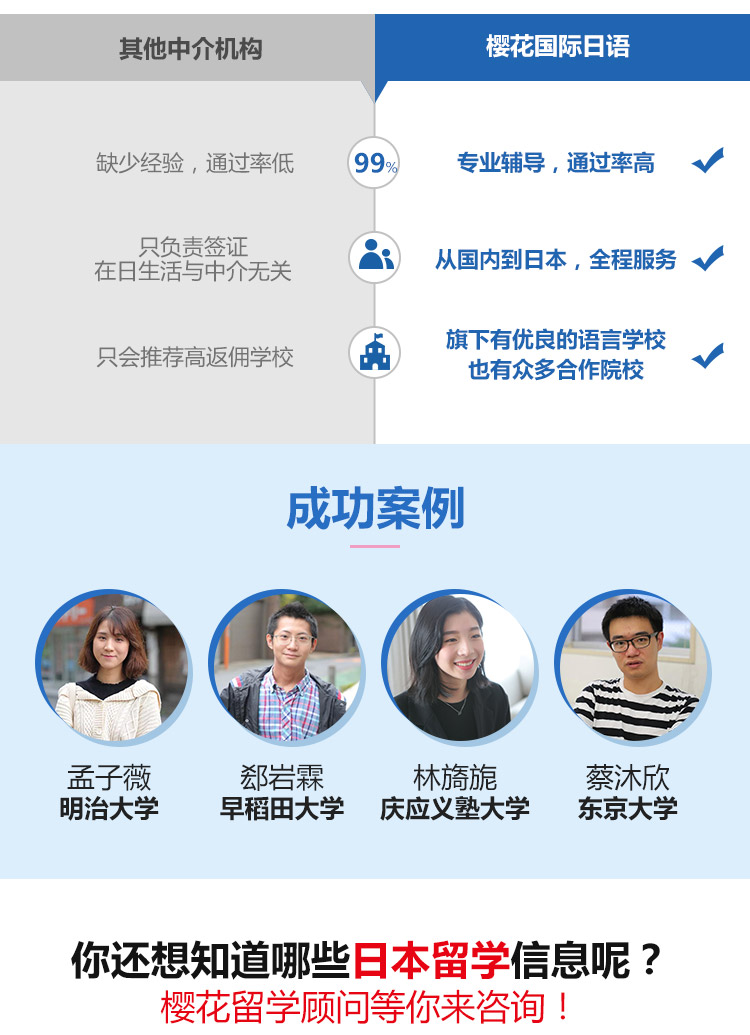 其他中介机构
樱花国际日语
缺少经验，通过率低
99%
专业辅导，通过率高
只负责签证
在日生活与中介无关
从国内到日本，全程服务
只会推荐高返佣学校
旗下有优良的语言学校
也有众多合作院校
成功案例
孟子薇
郄岩霖
林旖旎
蔡沐欣
明治大学
早稻田大学
庆应义塾大学
东京大学
你还想知道哪些日本留学信息呢？
樱花留学顾问等你来咨询！